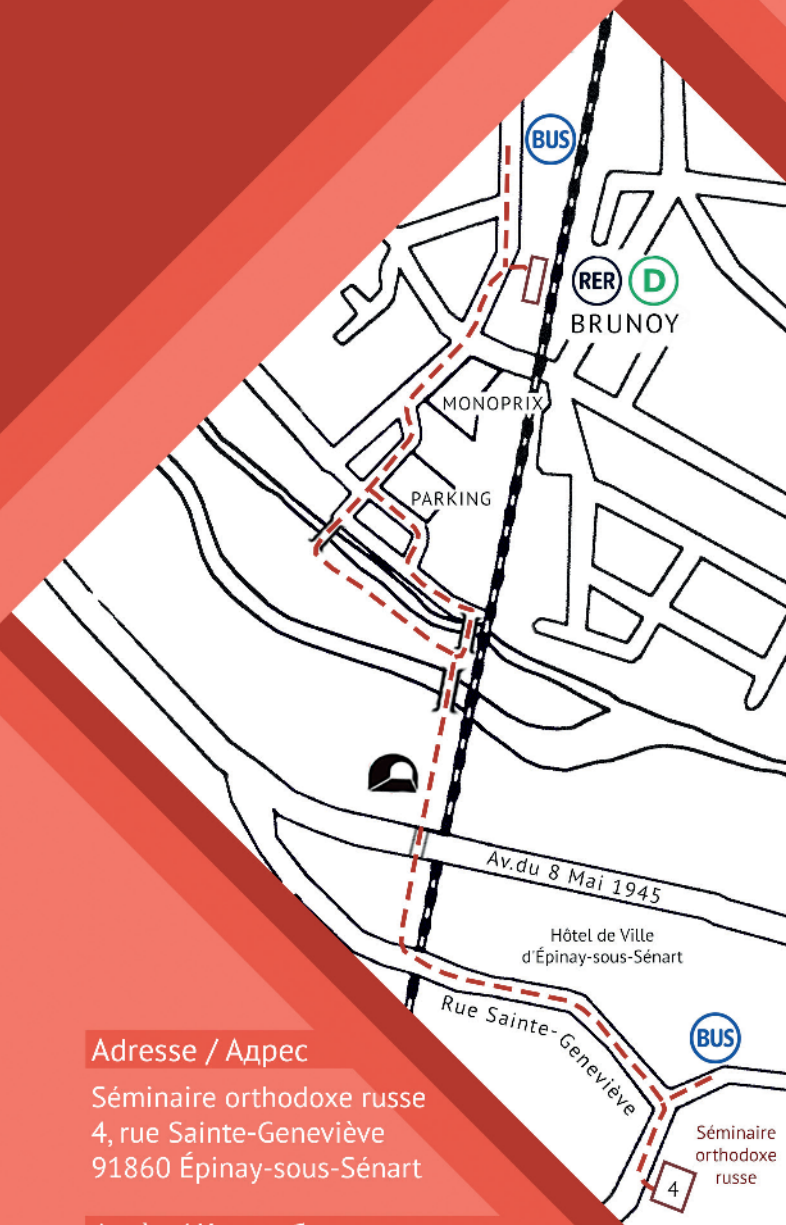 BUS
RER D
BRUNOY
MONOPRIX
PARKING
Av.du 8 Mai 1945
Hôtel de Ville
d'Épinay-sous-Sénart
Rue Sainte-Geneviève
BUS
Séminaire
orthodoxe
russe
4
Adresse / Адрес
Séminaire orthodoxe russe
4, rue Sainte-Geneviève
91860 Épinay-sous-Sénart